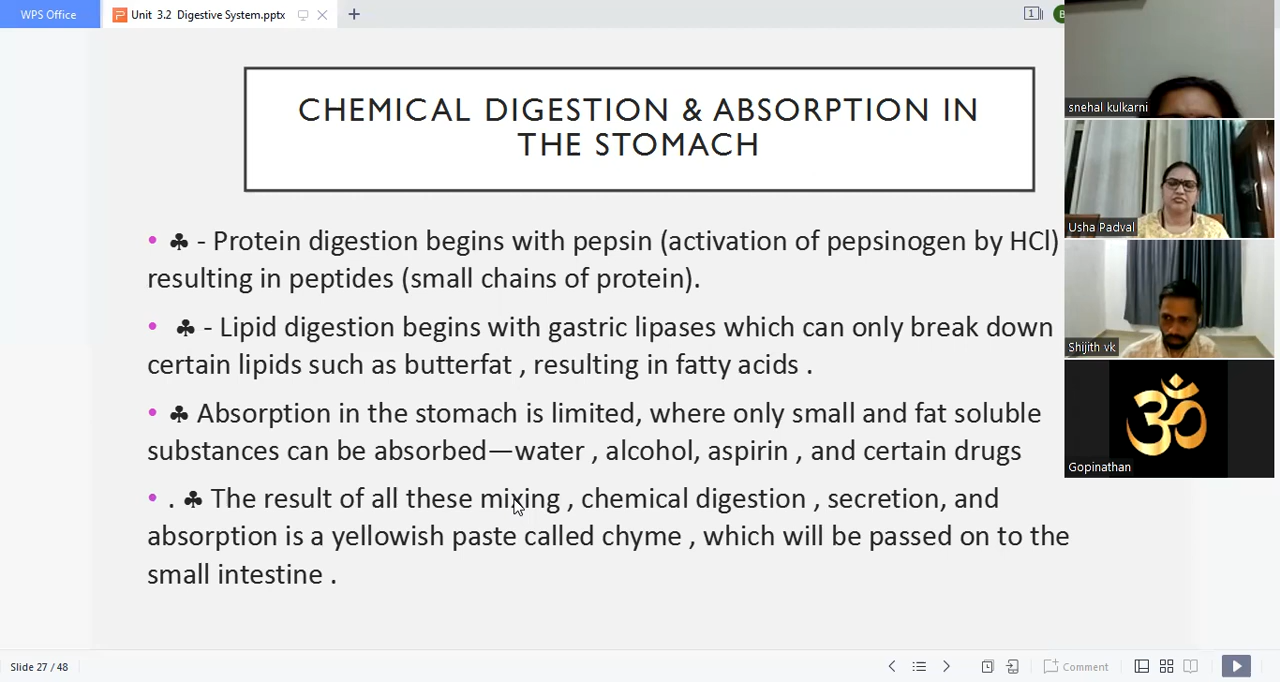 WPS Office
Unit 3.2 Digestive System.pptx
1
CHEMICAL DIGESTION & ABSORPTION IN
THE STOMACH
• ♣ - Protein digestion begins with pepsin (activation of pepsinogen by HCl)
resulting in peptides (small chains of protein).
• ♣ - Lipid digestion begins with gastric lipases which can only break down
certain lipids such as butterfat , resulting in fatty acids .
• ♣ Absorption in the stomach is limited, where only small and fat soluble
substances can be absorbed—water , alcohol, aspirin , and certain drugs
• . ♣ The result of all these mixing , chemical digestion , secretion, and
absorption is a yellowish paste called chyme , which will be passed on to the
small intestine .
snehal kulkarni
Usha Padval
Shijith vk
ॐ
Gopinathan
Slide 27 / 48
Comment